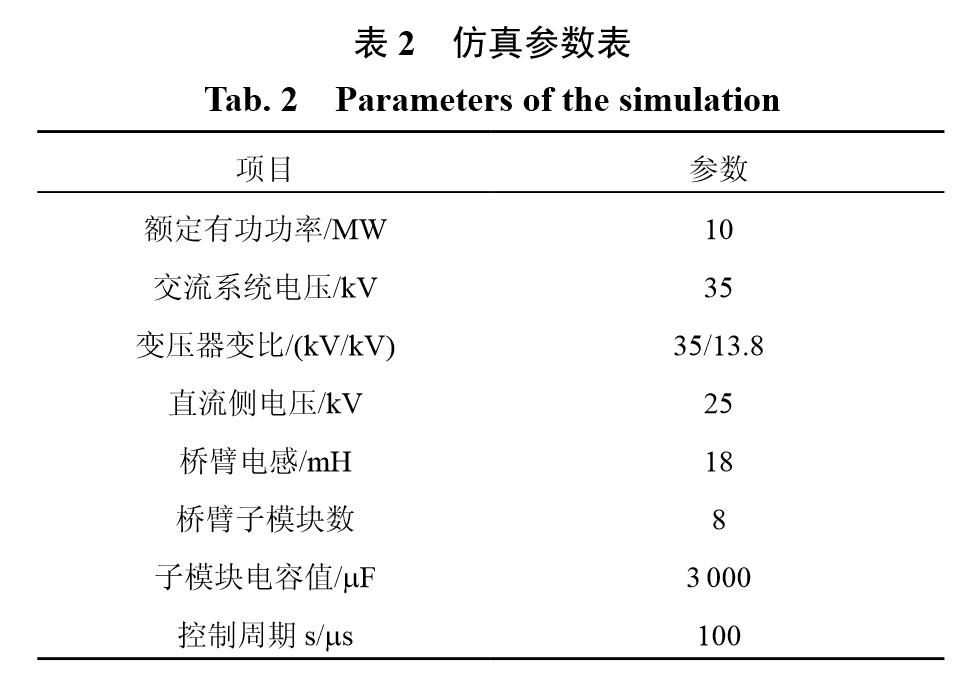 表 2 仿真参数表
Tab. 2 Parameters of the simulation
项目 参数
额定有功功率/MW 10
交流系统电压/kV 35
变压器变比/(kV/kV) 35/13.8
直流侧电压/kV 25
桥臂电感/mH 18
桥臂子模块数 8
子模块电容值/μF 3 000
控制周期 s/μs 100